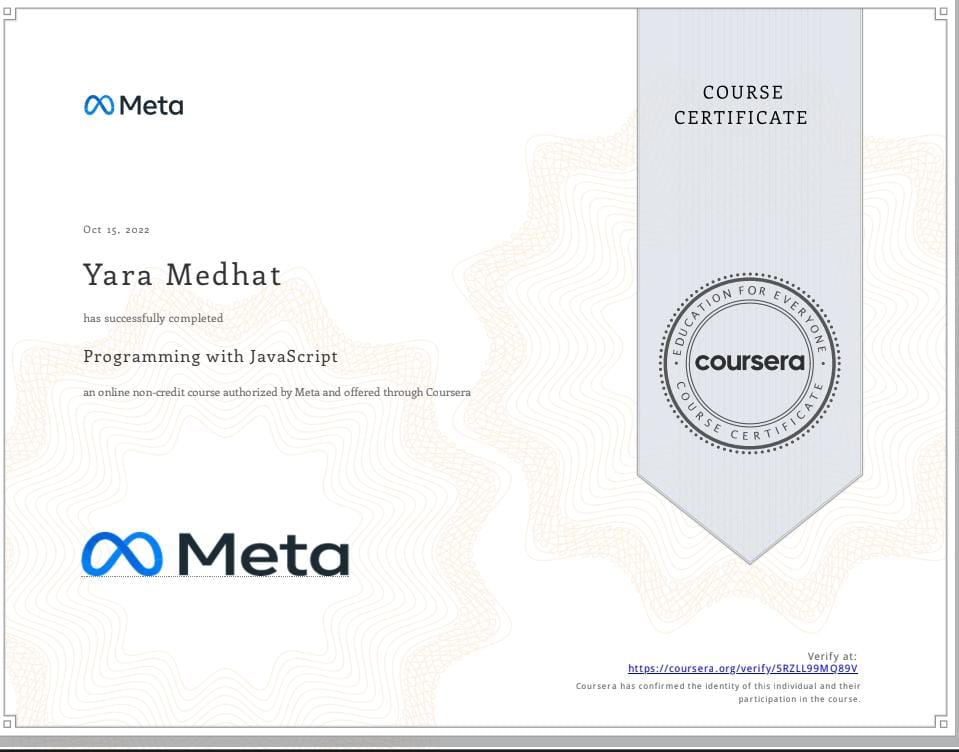 Meta
COURSE
CERTIFICATE
Oct 15, 2022
Yara Medhat
has successfully completed
Programming with JavaScript
an online non-credit course authorized by Meta and offered through Coursera
EDUCATION FOR EVERYONE
coursera
COURSE CERTIFICATE
Meta
Verify at:
https://coursera.org/verify/5RZLL99MQ89V
Coursera has confirmed the identity of this individual and their
participation in the course.